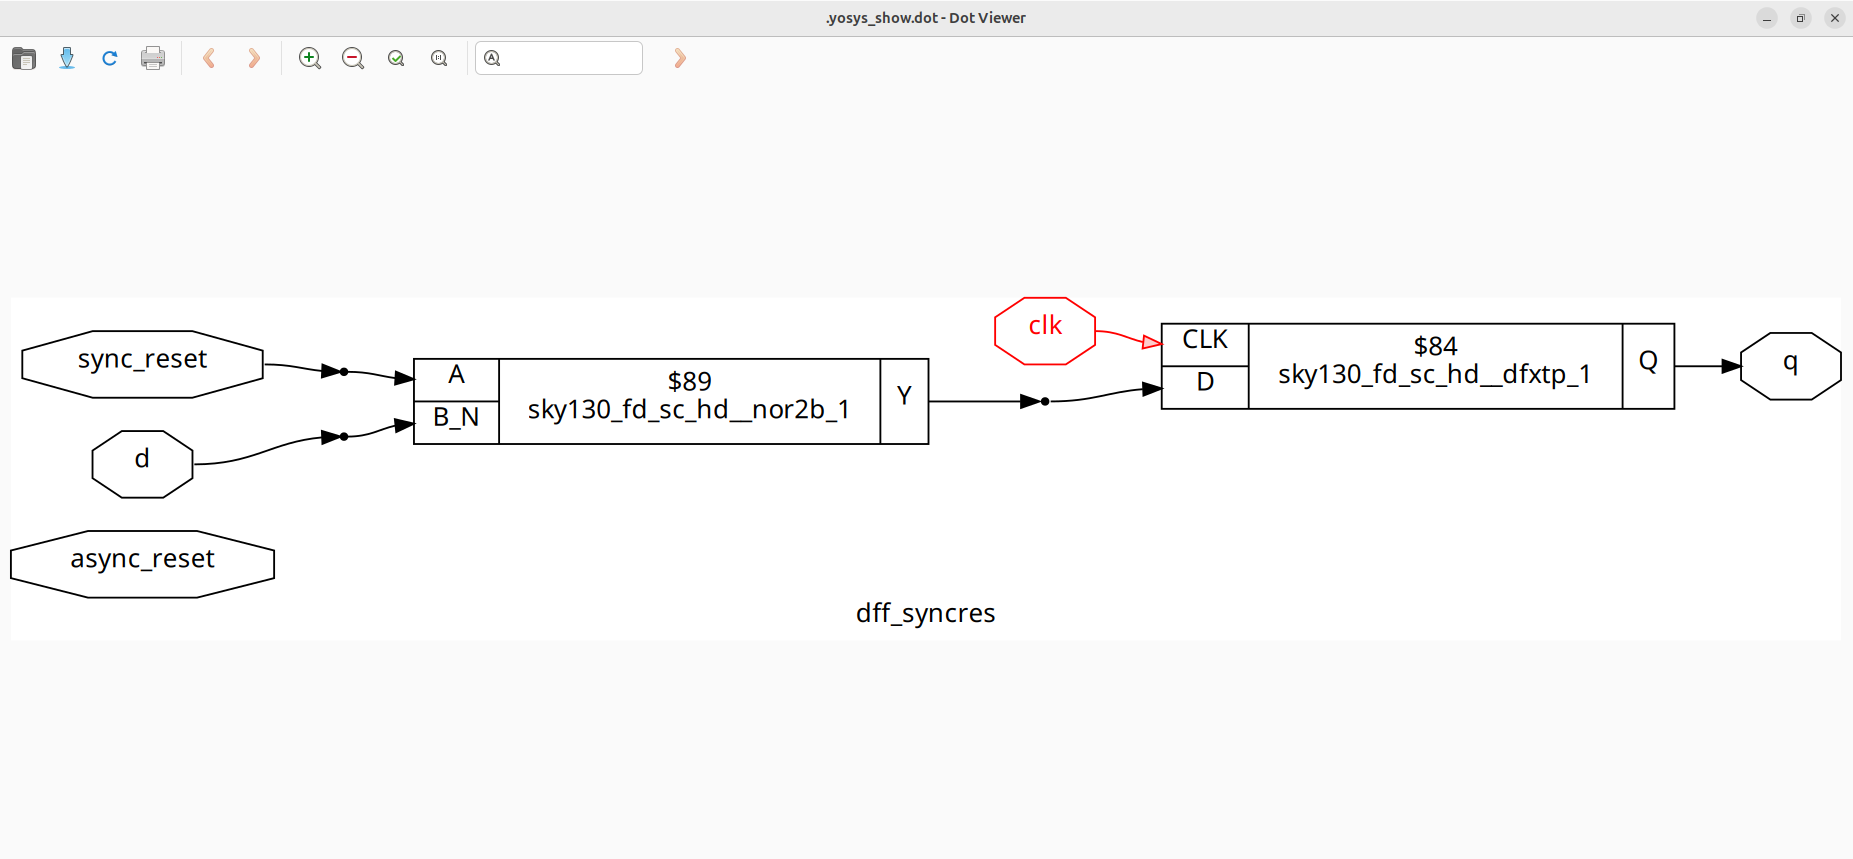 .yosys_show.dot - Dot Viewer
sync_reset
d
async_reset
A
B_N
$89
sky130_fd_sc_hd__nor2b_1
Y
clk
CLK
D
$84
sky130_fd_sc_hd__dfxtp_1
Q
q
dff_syncres